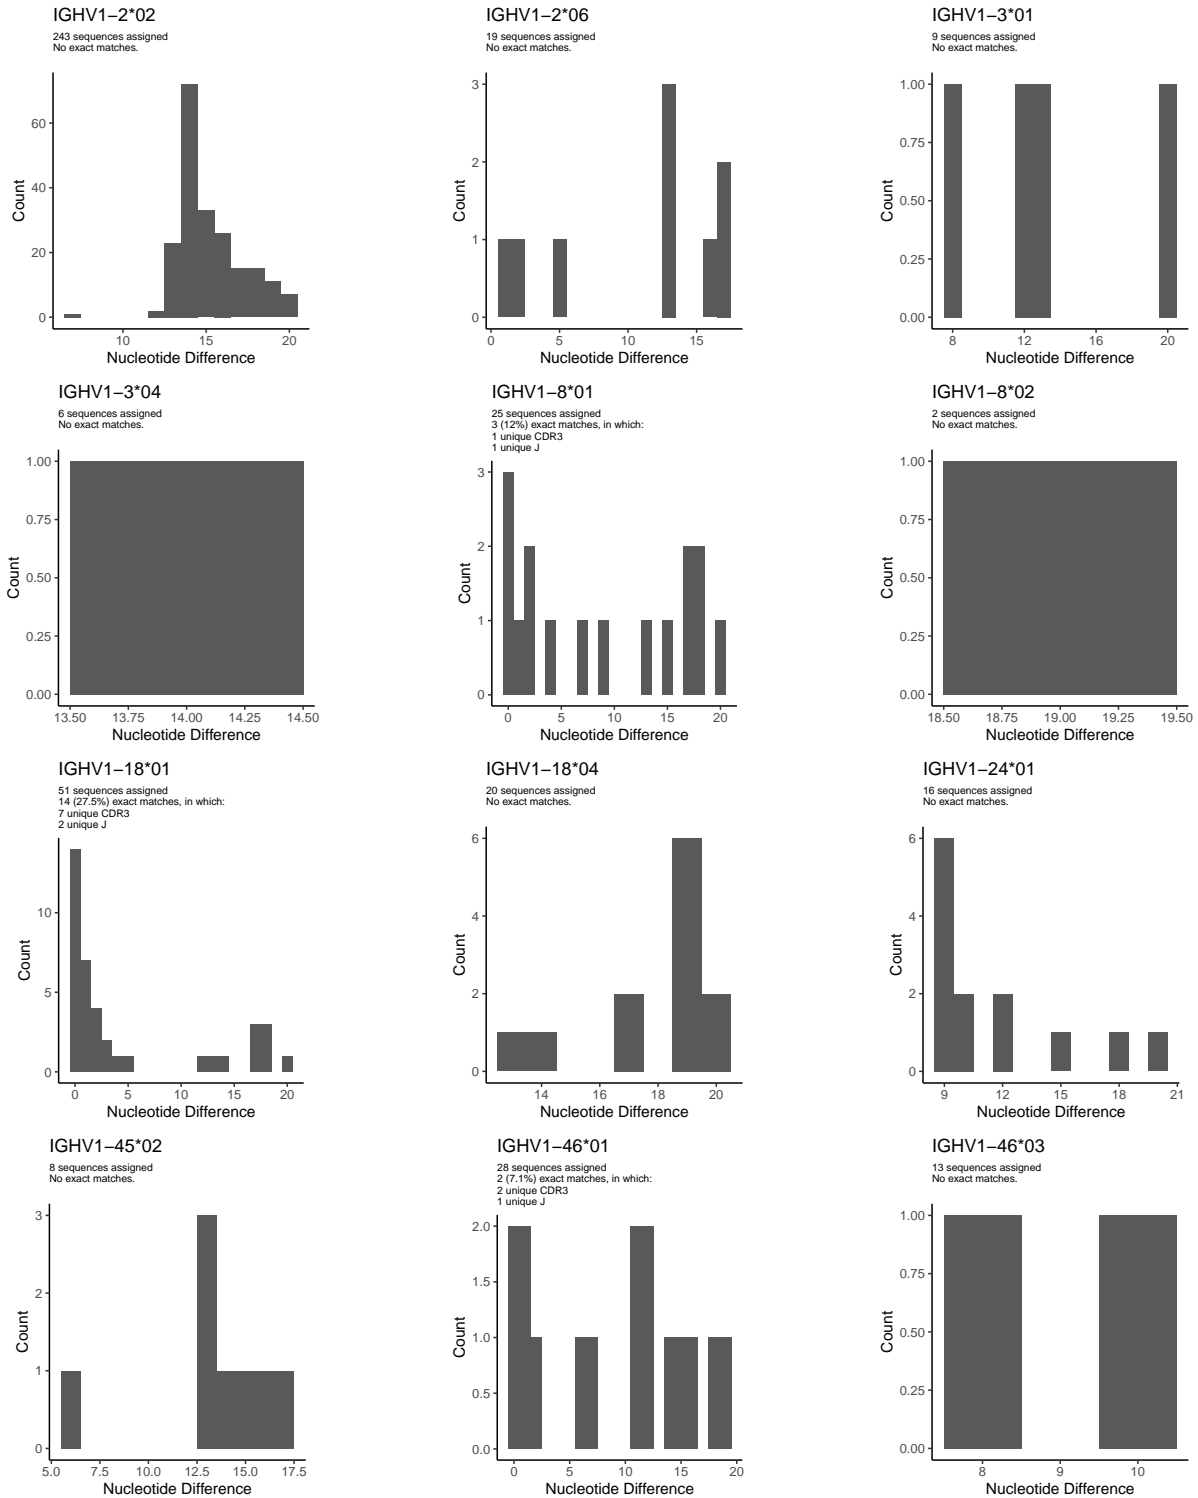 IGHV1−2*02
243 sequences assigned
No exact matches.
60
40
20
0
Count
10
15
20
Nucleotide Difference
IGHV1−2*06
19 sequences assigned
No exact matches.
3
2
1
0
Count
0
5
10
15
Nucleotide Difference
IGHV1−3*01
9 sequences assigned
No exact matches.
1.00
0.75
0.50
0.25
0.00
Count
8
12
16
20
Nucleotide Difference
IGHV1−3*04
6 sequences assigned
No exact matches.
1.00
0.75
0.50
0.25
0.00
Count
13.50
13.75
14.00
14.25
14.50
Nucleotide Difference
IGHV1−8*01
25 sequences assigned
3 (12%) exact matches, in which:
1 unique CDR3
1 unique J
3
2
1
0
Count
0
5
10
15
20
Nucleotide Difference
IGHV1−8*02
2 sequences assigned
No exact matches.
1.00
0.75
0.50
0.25
0.00
Count
18.50
18.75
19.00
19.25
19.50
Nucleotide Difference
IGHV1−18*01
51 sequences assigned
14 (27.5%) exact matches, in which:
7 unique CDR3
2 unique J
10
5
0
Count
0
5
10
15
20
Nucleotide Difference
IGHV1−18*04
20 sequences assigned
No exact matches.
6
4
2
0
Count
14
16
18
20
Nucleotide Difference
IGHV1−24*01
16 sequences assigned
No exact matches.
6
4
2
0
Count
9
12
15
18
21
Nucleotide Difference
IGHV1−45*02
8 sequences assigned
No exact matches.
3
2
1
0
Count
5.0
7.5
10.0
12.5
15.0
17.5
Nucleotide Difference
IGHV1−46*01
28 sequences assigned
2 (7.1%) exact matches, in which:
2 unique CDR3
1 unique J
2.0
1.5
1.0
0.5
0.0
Count
0
5
10
15
20
Nucleotide Difference
IGHV1−46*03
13 sequences assigned
No exact matches.
1.00
0.75
0.50
0.25
0.00
Count
8
9
10
Nucleotide Difference